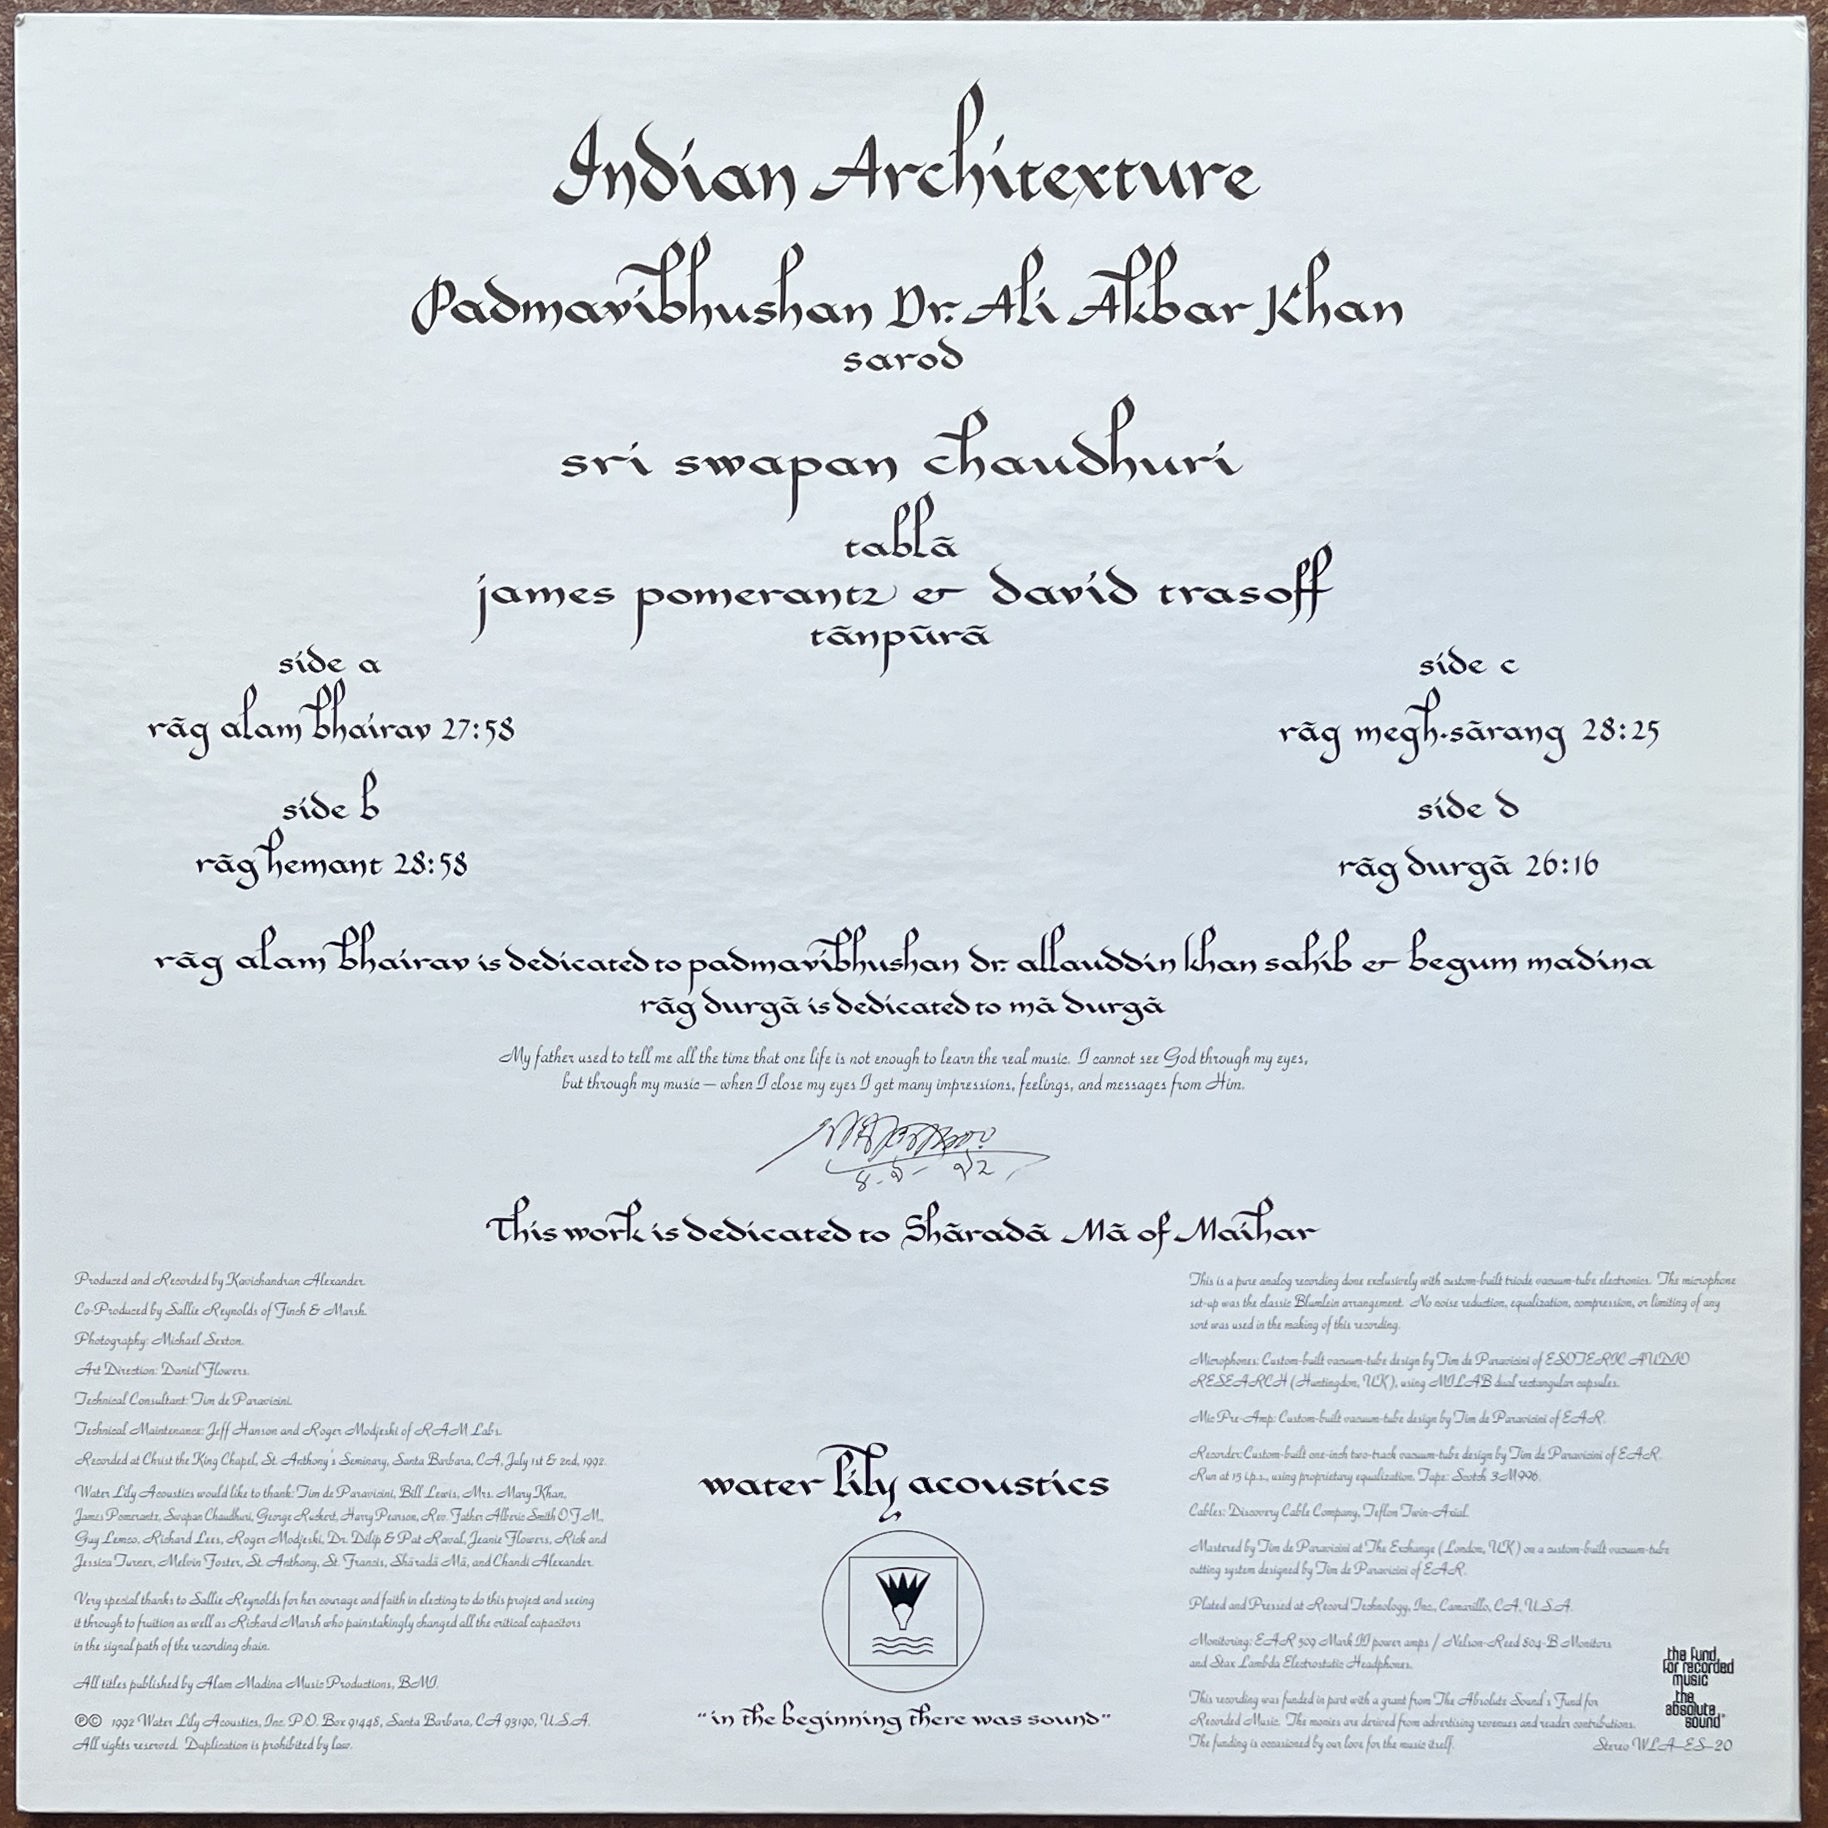 Indian Architexture
Padmavibhushan Dr. Ali Akbar Khan
sarod
sri swapan chaudhuri
tablā
james pomerantz & david trasoff
tānpūrā
side a
rāg alam bhairav 27:58
side b
rāg hemant 28:58
side c
rāg megh·sārang 28:25
side d
rāg durgā 26:16
rāg alam bhairav is dedicated to padmavibhushan dr. allauddin khan sahib & begum madina
rāg durgā is dedicated to mā durgā
My father used to tell me all the time that one life is not enough to learn the real music. I cannot see God through my eyes,
but through my music — when I close my eyes I get many impressions, feelings, and messages from Him.
This work is dedicated to Shāradā Mā of Maihar
Produced and Recorded by Kavichandran Alexander.
Co-Produced by Sallie Reynolds of Finch & Marsh.
Photography: Michael Sexton.
Art Direction: Daniel Flowers.
Technical Consultant: Tim de Paravicini.
Technical Maintenance: Jeff Hanson and Roger Modjeski of RAM Labs.
Recorded at Christ the King Chapel, St. Anthony's Seminary, Santa Barbara, CA, July 1st & 2nd, 1992.
Water Lily Acoustics would like to thank: Tim de Paravicini, Bill Lewis, Mrs. Mary Khan,
James Pomerantz, Swapan Chaudhuri, George Ruckert, Harry Pearson, Rev. Father Alberic Smith O.F.M.,
Guy Lemco, Richard Lees, Roger Modjeski, Dr. Dilip & Pat Raval, Jeanie Flowers, Rick and
Jessica Turner, Melvin Foster, St. Anthony, St. Francis, Shāradā Mā, and Chandi Alexander.
Very special thanks to Sallie Reynolds for her courage and faith in electing to do this project and seeing
it through to fruition as well as Richard Marsh who painstakingly changed all the critical capacitors
in the signal path of the recording chain.
All titles published by Alam Madina Music Productions, BMI.
℗© 1992 Water Lily Acoustics, Inc. P.O. Box 91448, Santa Barbara, CA 93190, U.S.A.
All rights reserved. Duplication is prohibited by law.
water lily acoustics
"in the beginning there was sound"
This is a pure analog recording done exclusively with custom-built triode vacuum-tube electronics. The microphone
set-up was the classic Blumlein arrangement. No noise reduction, equalization, compression, or limiting of any
sort was used in the making of this recording.
Microphones: Custom-built vacuum-tube design by Tim de Paravicini of ESOTERIC AUDIO
RESEARCH (Huntingdon, UK), using MILAB dual rectangular capsules.
Mic Pre-Amp: Custom-built vacuum-tube design by Tim de Paravicini of EAR.
Recorder: Custom-built one-inch two-track vacuum-tube design by Tim de Paravicini of EAR.
Run at 15 i.p.s., using proprietary equalization. Tape: Scotch 3M996.
Cables: Discovery Cable Company, Teflon Twin-Axial.
Mastered by Tim de Paravicini at The Exchange (London, UK) on a custom-built vacuum-tube
cutting system designed by Tim de Paravicini of EAR.
Plated and Pressed at Record Technology, Inc., Camarillo, CA, U.S.A.
Monitoring: EAR 509 Mark II power amps / Nelson-Reed 804-B Monitors
and Stax Lambda Electrostatic Headphones.
This recording was funded in part with a grant from The Absolute Sound's Fund for
Recorded Music. The monies are derived from advertising revenues and reader contributions.
The funding is occasioned by our love for the music itself.
the fund
for recorded
music
the
absolute
sound®
Stereo WLA-ES-20